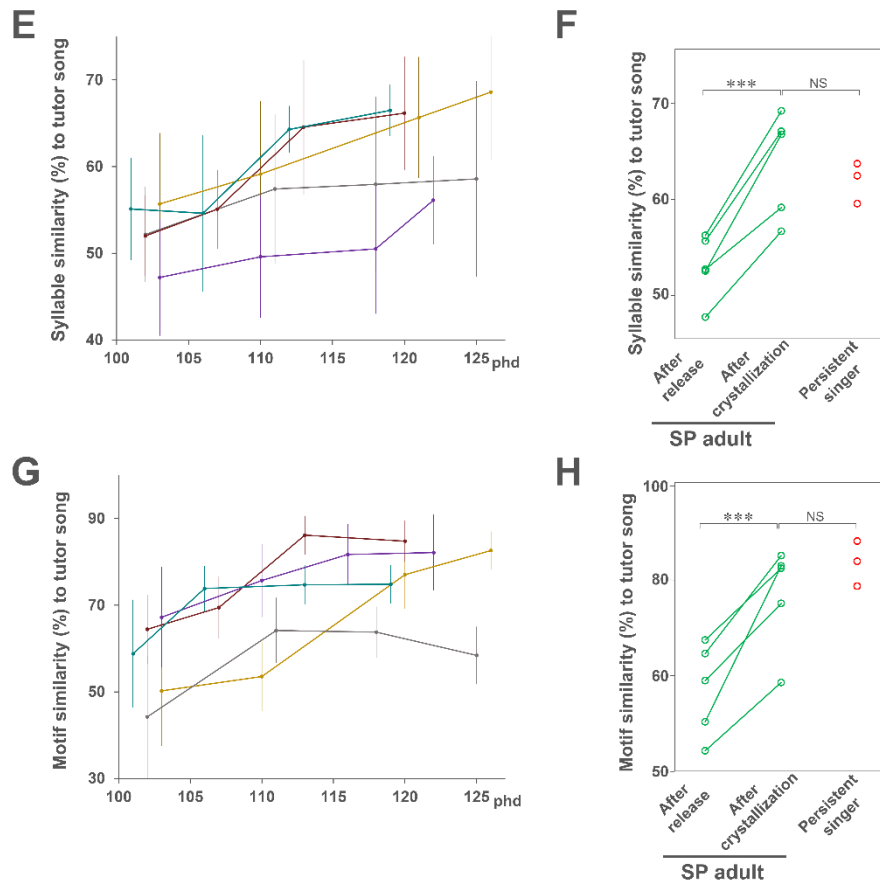 E
Syllable similarity (%) to tutor song
70
60
50
40
100
105
110
115
120
125
phd
F
Syllable similarity (%) to tutor song
70
60
50
***
NS
After
release
After
crystallization
Persistent
singer
SP adult
G
Motif similarity (%) to tutor song
90
70
50
30
100
105
110
115
120
125
phd
H
Motif similarity (%) to tutor song
100
80
60
50
***
NS
After
release
After
crystallization
Persistent
singer
SP adult